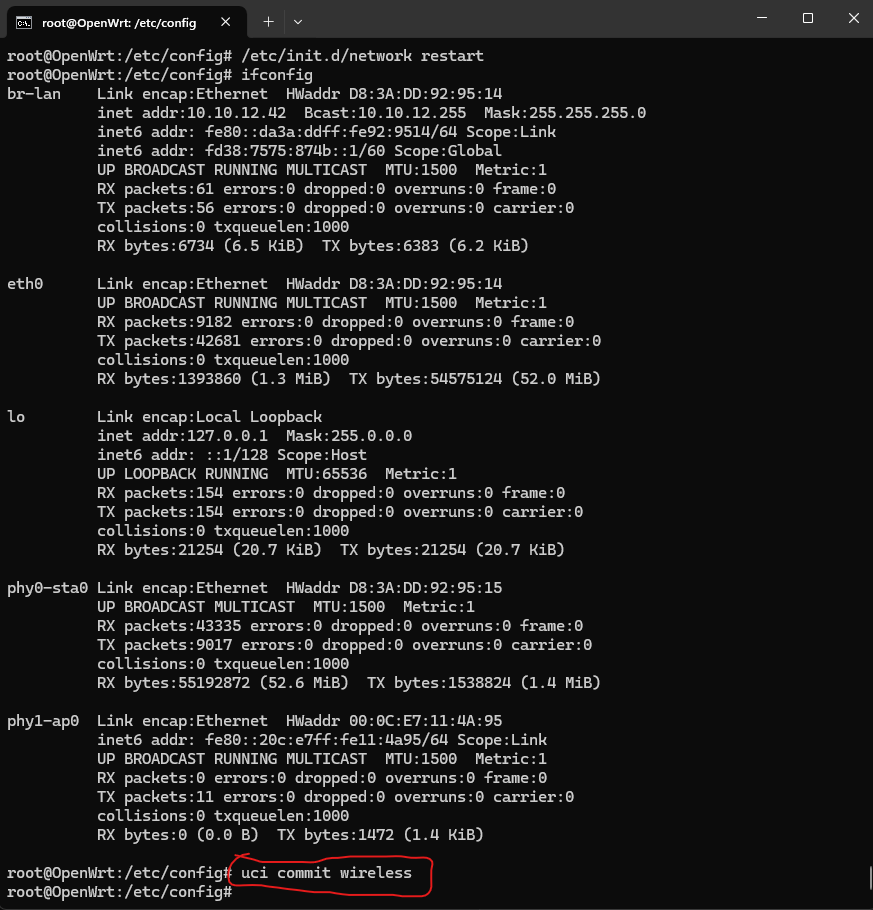 root@OpenWrt: /etc/config
root@OpenWrt:/etc/config# /etc/init.d/network restart
root@OpenWrt:/etc/config# ifconfig
br-lan    Link encap:Ethernet  HWaddr D8:3A:DD:92:95:14
          inet addr:10.10.12.42  Bcast:10.10.12.255  Mask:255.255.255.0
          inet6 addr: fe80::da3a:ddff:fe92:9514/64 Scope:Link
          inet6 addr: fd38:7575:874b::1/60 Scope:Global
          UP BROADCAST RUNNING MULTICAST  MTU:1500  Metric:1
          RX packets:61 errors:0 dropped:0 overruns:0 frame:0
          TX packets:56 errors:0 dropped:0 overruns:0 carrier:0
          collisions:0 txqueuelen:1000
          RX bytes:6734 (6.5 KiB)  TX bytes:6383 (6.2 KiB)

eth0      Link encap:Ethernet  HWaddr D8:3A:DD:92:95:14
          UP BROADCAST RUNNING MULTICAST  MTU:1500  Metric:1
          RX packets:9182 errors:0 dropped:0 overruns:0 frame:0
          TX packets:42681 errors:0 dropped:0 overruns:0 carrier:0
          collisions:0 txqueuelen:1000
          RX bytes:1393860 (1.3 MiB)  TX bytes:54575124 (52.0 MiB)

lo        Link encap:Local Loopback
          inet addr:127.0.0.1  Mask:255.0.0.0
          inet6 addr: ::1/128 Scope:Host
          UP LOOPBACK RUNNING  MTU:65536  Metric:1
          RX packets:154 errors:0 dropped:0 overruns:0 frame:0
          TX packets:154 errors:0 dropped:0 overruns:0 carrier:0
          collisions:0 txqueuelen:1000
          RX bytes:21254 (20.7 KiB)  TX bytes:21254 (20.7 KiB)

phy0-sta0 Link encap:Ethernet  HWaddr D8:3A:DD:92:95:15
          UP BROADCAST MULTICAST  MTU:1500  Metric:1
          RX packets:43335 errors:0 dropped:0 overruns:0 frame:0
          TX packets:9017 errors:0 dropped:0 overruns:0 carrier:0
          collisions:0 txqueuelen:1000
          RX bytes:55192872 (52.6 MiB)  TX bytes:1538824 (1.4 MiB)

phy1-ap0  Link encap:Ethernet  HWaddr 00:0C:E7:11:4A:95
          inet6 addr: fe80::20c:e7ff:fe11:4a95/64 Scope:Link
          UP BROADCAST RUNNING MULTICAST  MTU:1500  Metric:1
          RX packets:0 errors:0 dropped:0 overruns:0 frame:0
          TX packets:11 errors:0 dropped:0 overruns:0 carrier:0
          collisions:0 txqueuelen:1000
          RX bytes:0 (0.0 B)  TX bytes:1472 (1.4 KiB)

root@OpenWrt:/etc/config# uci commit wireless
root@OpenWrt:/etc/config#